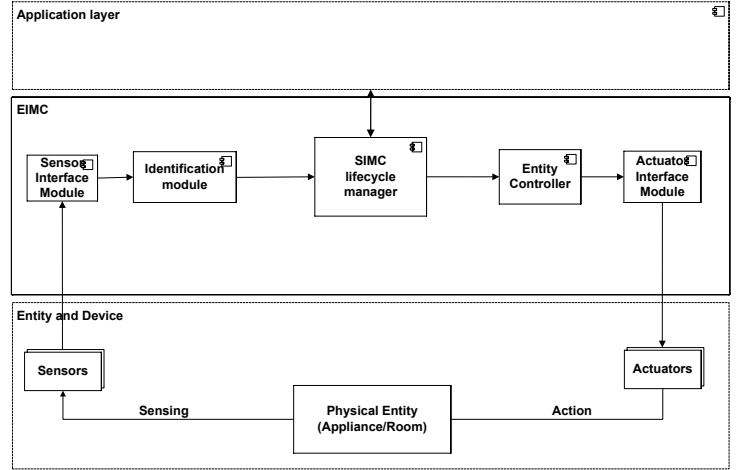 Application layer
EIMC
Sensor
Interface
Module
Identification
module
SIMC
lifecycle
manager
Entity
Controller
Actuator
Interface
Module
Entity and Device
Sensors
Actuators
Sensing
Physical Entity
(Appliance/Room)
Action